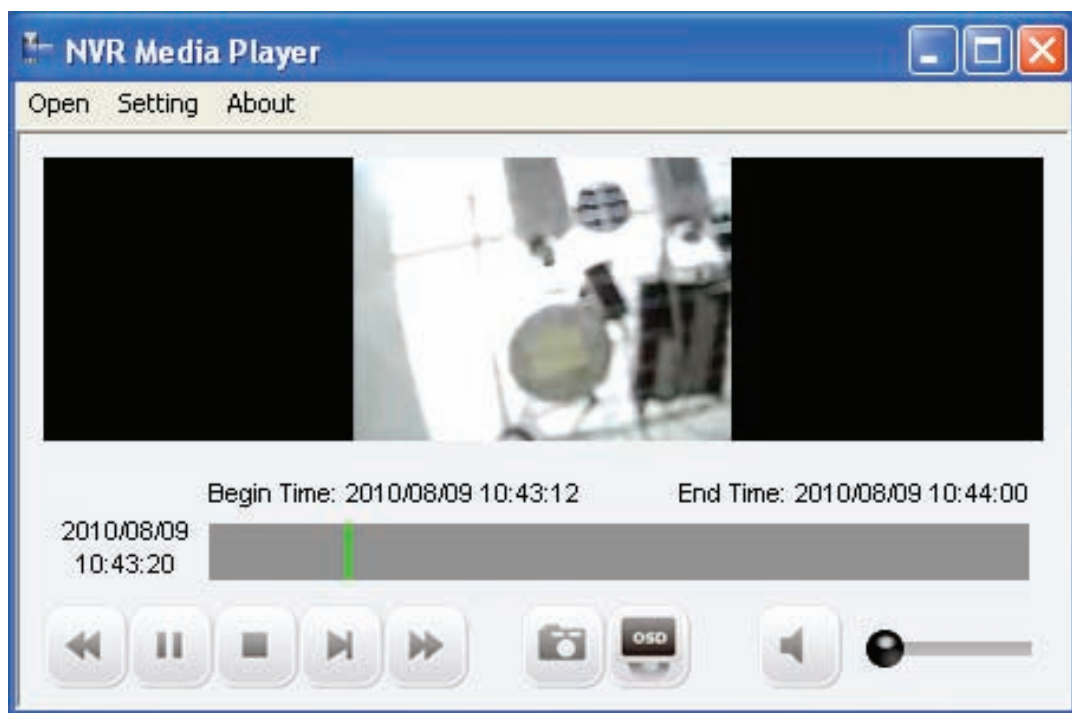 NVR Media Player
Open Setting About
Begin Time: 2010/08/09 10:43:12 End Time: 2010/08/09 10:44:00
2010/08/09
10:43:20
OSD